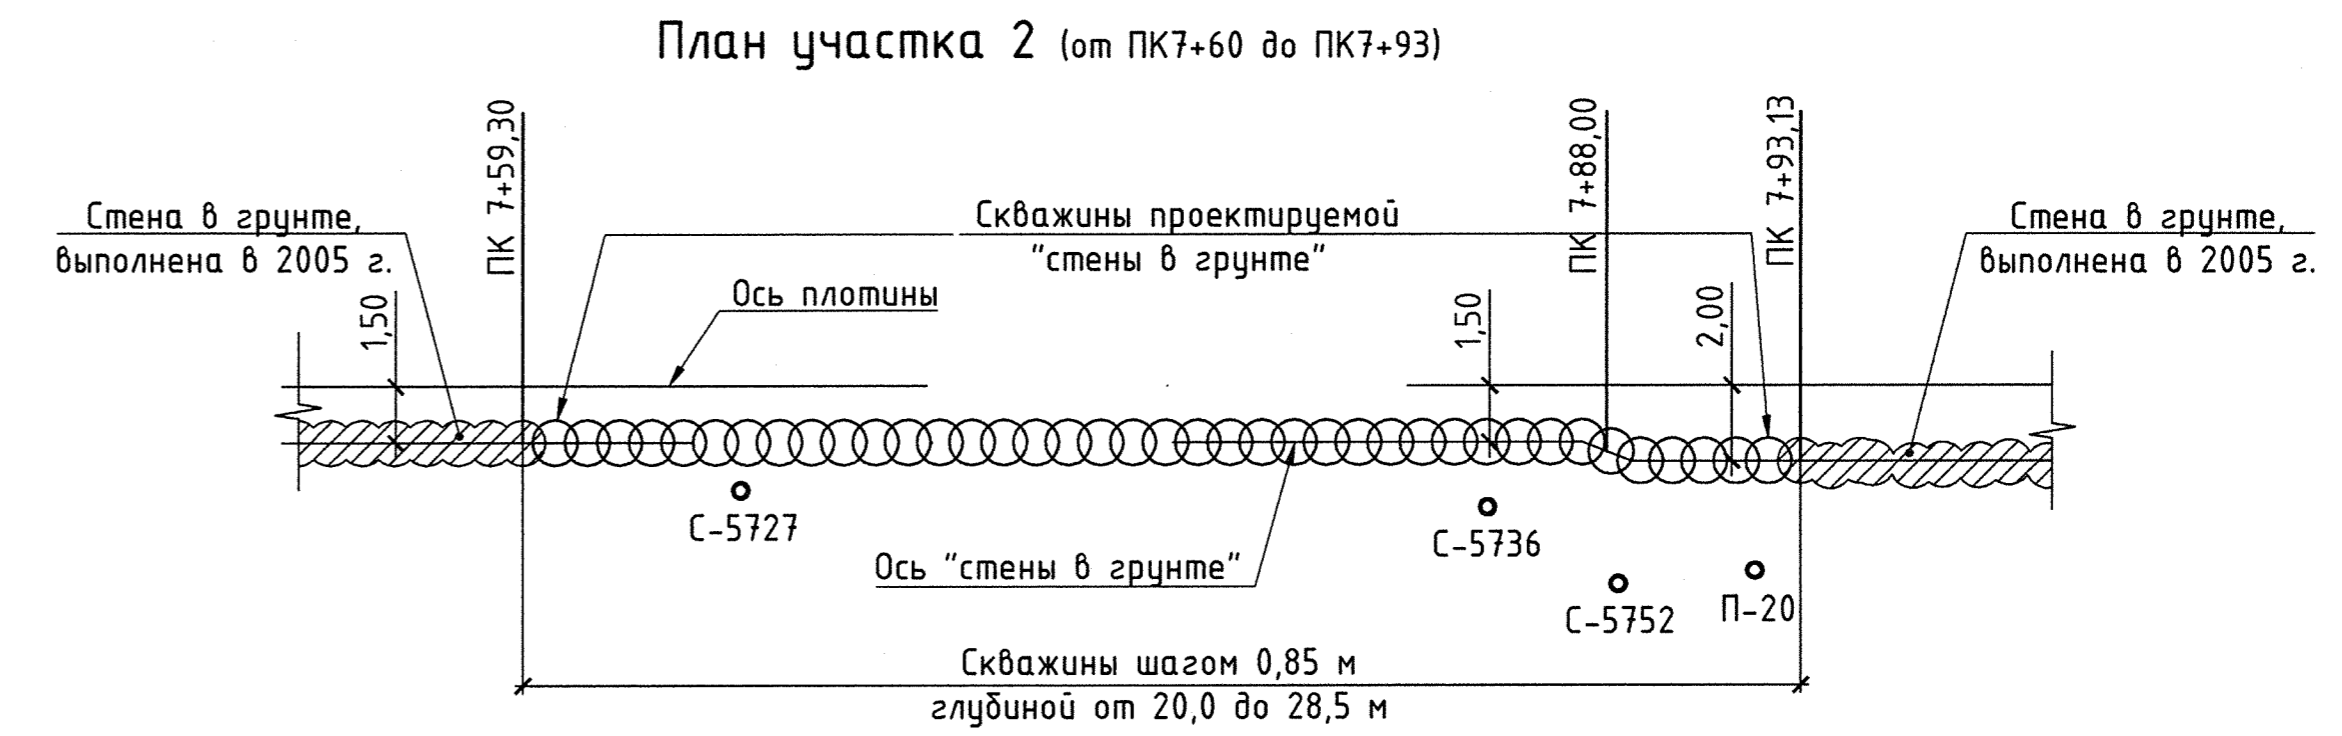 План участка 2 (от ПК7+60 до ПК7+93)
ПК 7+59,30
ПК 7+88,00
ПК 7+93,13
Стена в грунте,
выполнена в 2005 г.
Скважины проектируемой
"стены в грунте"
Стена в грунте,
выполнена в 2005 г.
Ось плотины
1,50
1,50
2,00
С-5727
С-5736
Ось "стены в грунте"
С-5752
П-20
Скважины шагом 0,85 м
глубиной от 20,0 до 28,5 м